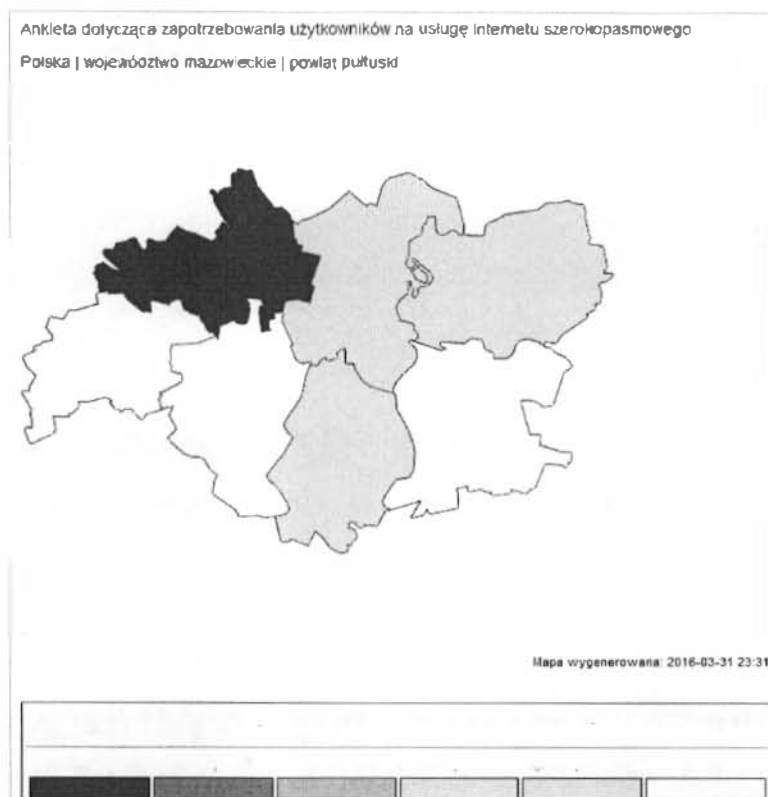 Ankieta dotycząca zapotrzebowania użytkowników na usługę Internetu szerokopasmowego
Polska | województwo mazowieckie | powiat pułtuski
Mapa wygenerowana: 2016-03-31 23:31